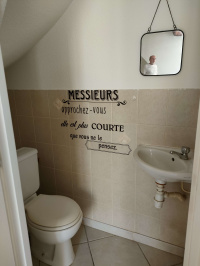 MESSIEURS
approchez-vous
elle est plus COURTE
que vous ne le
pensez